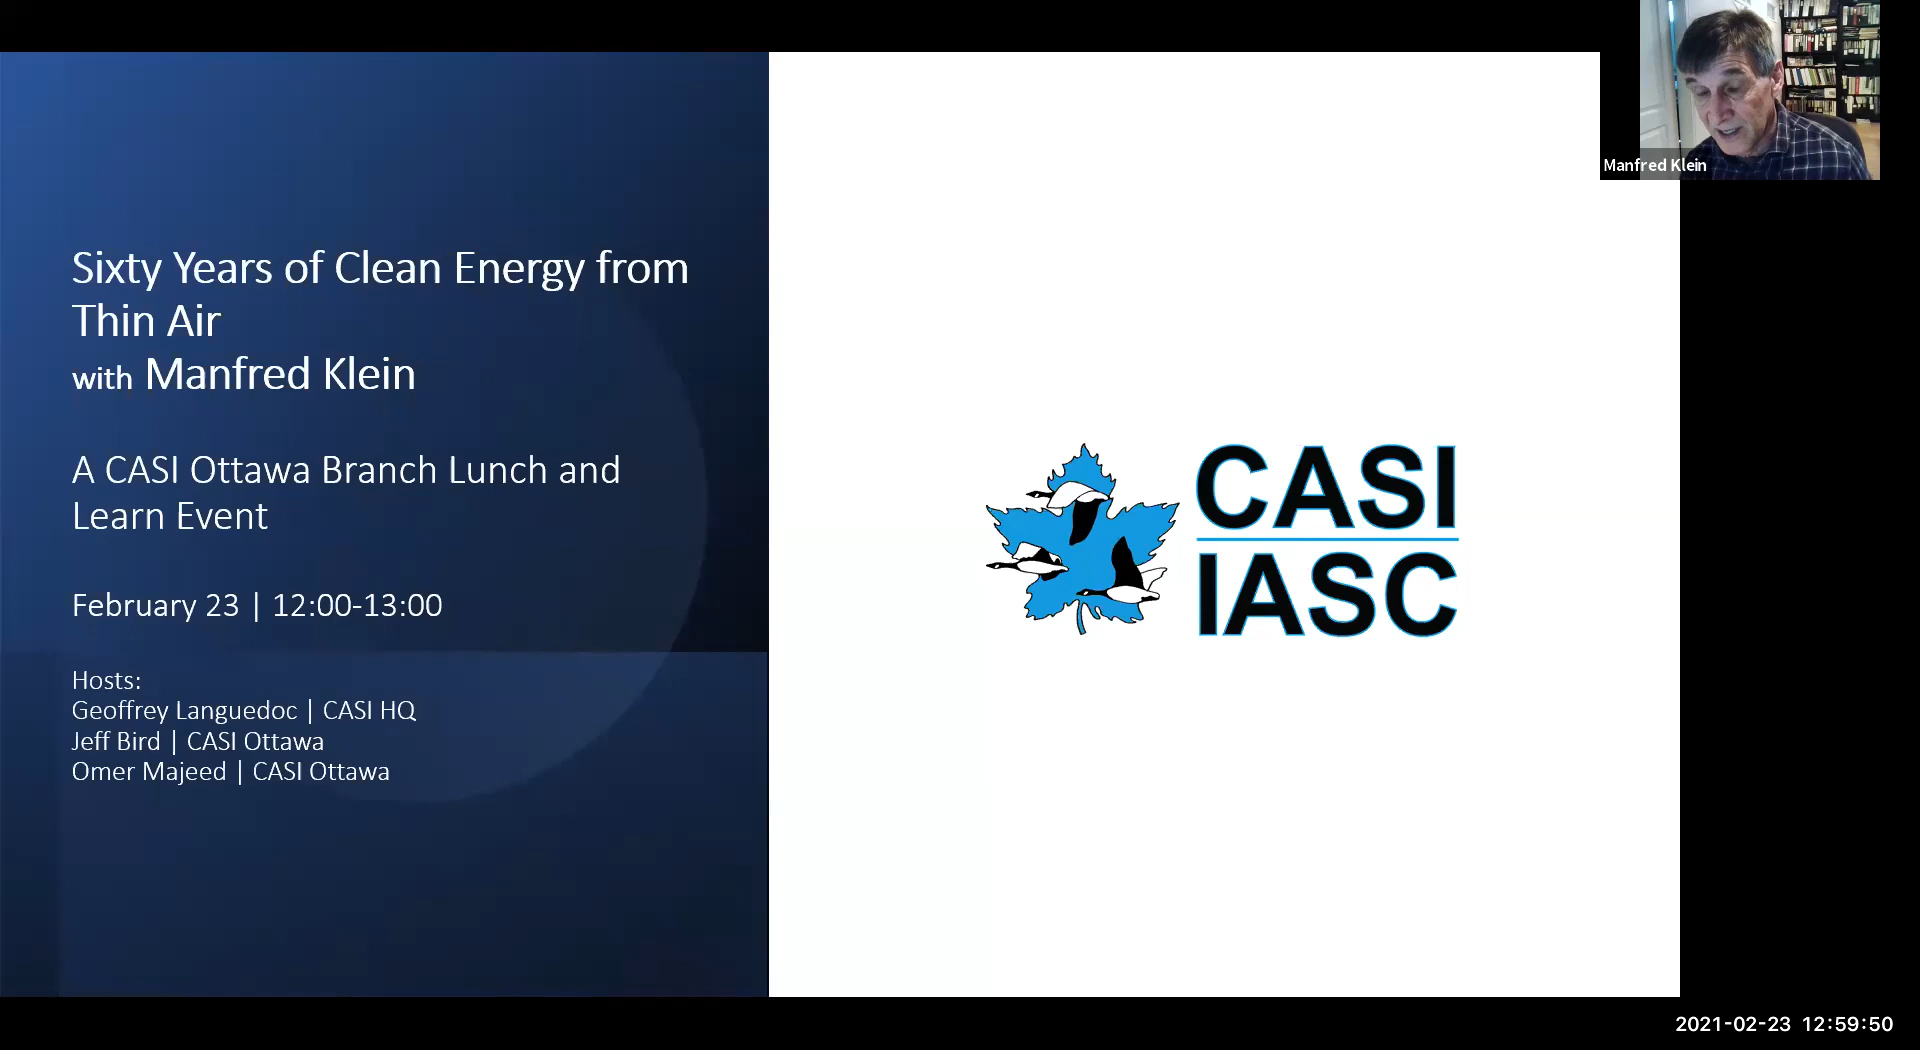 Sixty Years of Clean Energy from
Thin Air
with Manfred Klein
A CASI Ottawa Branch Lunch and
Learn Event
February 23 | 12:00-13:00
Hosts:
Geoffrey Languedoc | CASI HQ
Jeff Bird | CASI Ottawa
Omer Majeed | CASI Ottawa
CASI
IASC
Manfred Klein
2021-02-23 12:59:50